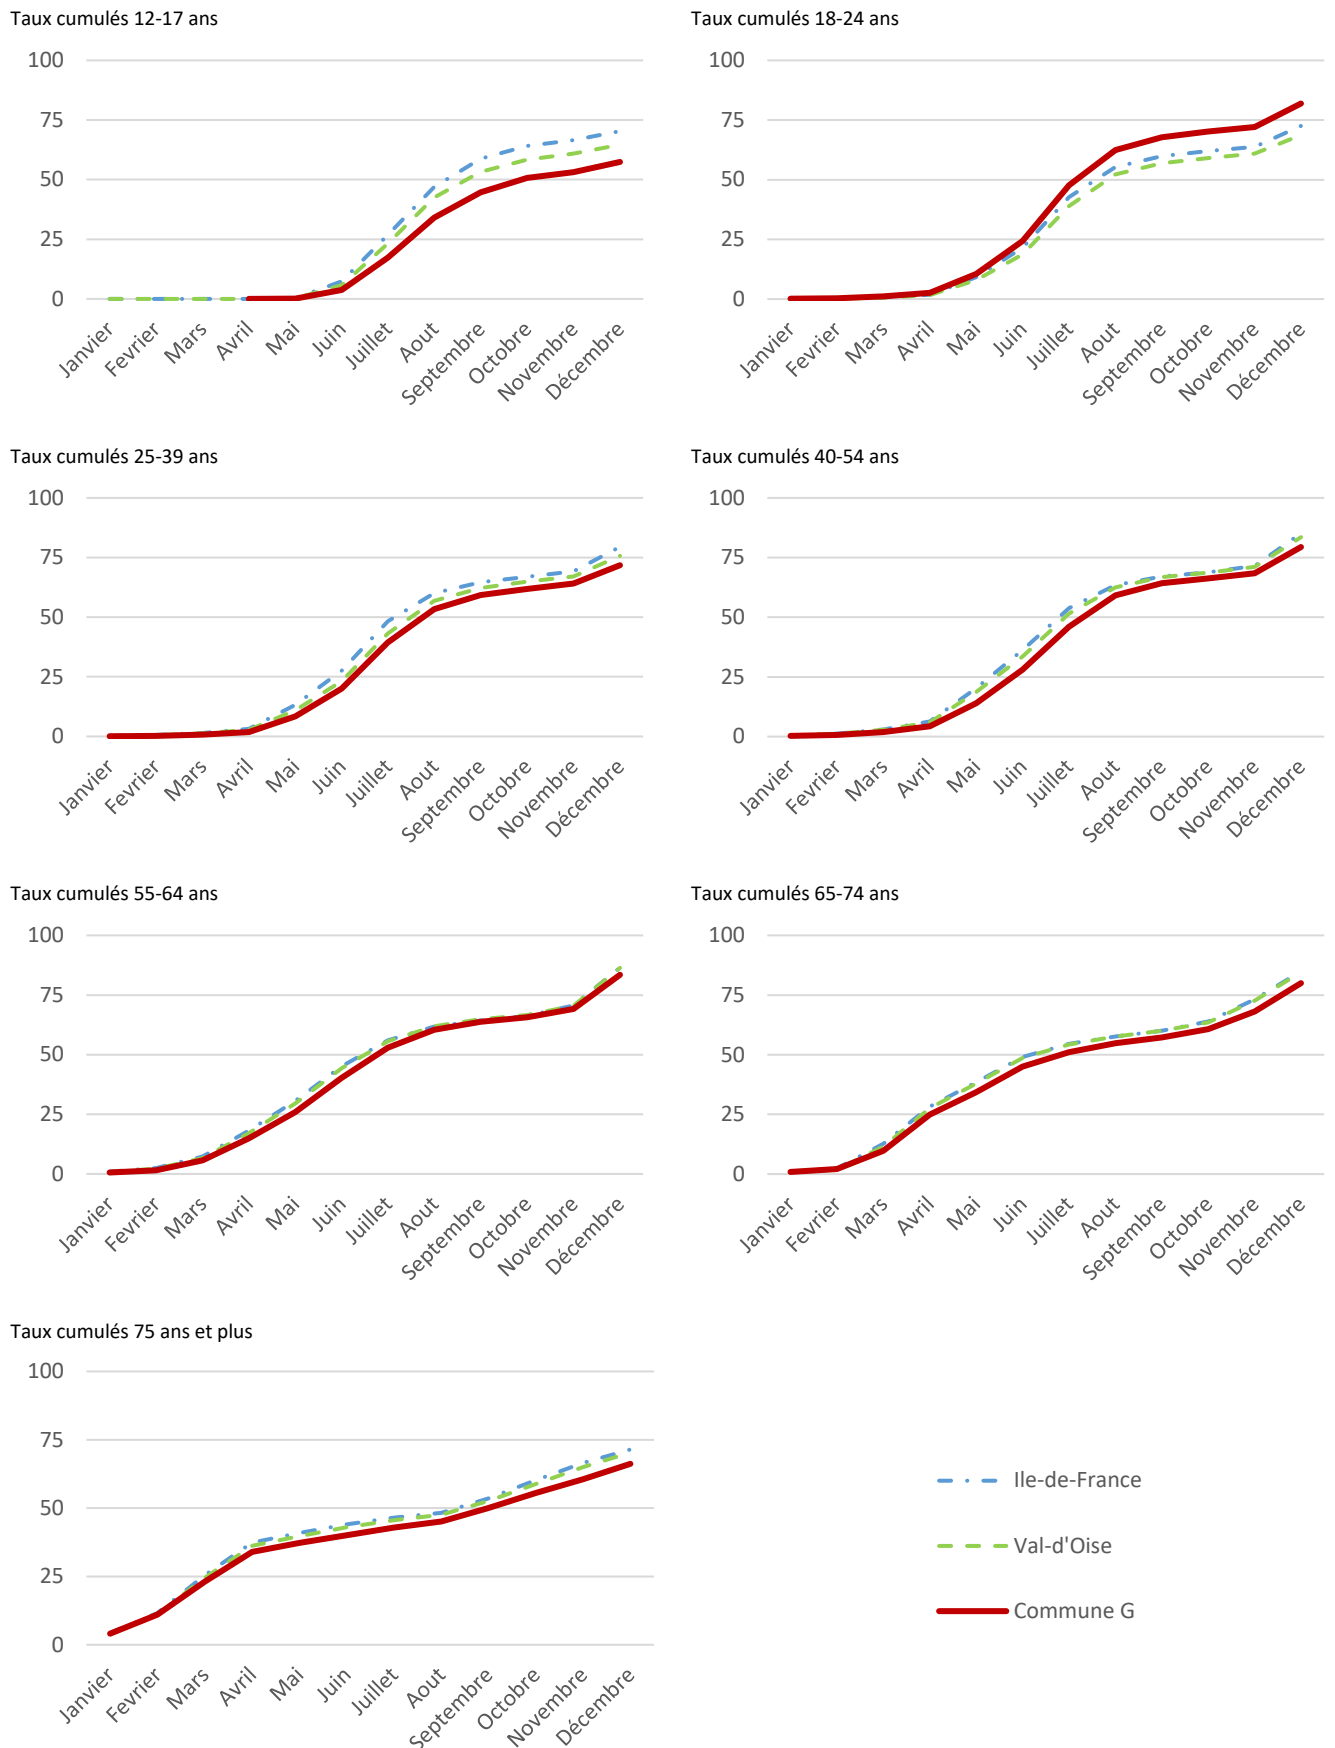 Taux cumulés 12-17 ans
100
75
50
25
0
Janvier
Fevrier
Mars
Avril
Mai
Juin
Juillet
Aout
Septembre
Octobre
Novembre
Décembre
Taux cumulés 18-24 ans
100
75
50
25
0
Janvier
Fevrier
Mars
Avril
Mai
Juin
Juillet
Aout
Septembre
Octobre
Novembre
Décembre
Taux cumulés 25-39 ans
100
75
50
25
0
Janvier
Fevrier
Mars
Avril
Mai
Juin
Juillet
Aout
Septembre
Octobre
Novembre
Décembre
Taux cumulés 40-54 ans
100
75
50
25
0
Janvier
Fevrier
Mars
Avril
Mai
Juin
Juillet
Aout
Septembre
Octobre
Novembre
Décembre
Taux cumulés 55-64 ans
100
75
50
25
0
Janvier
Fevrier
Mars
Avril
Mai
Juin
Juillet
Aout
Septembre
Octobre
Novembre
Décembre
Taux cumulés 65-74 ans
100
75
50
25
0
Janvier
Fevrier
Mars
Avril
Mai
Juin
Juillet
Aout
Septembre
Octobre
Novembre
Décembre
Taux cumulés 75 ans et plus
100
75
50
25
0
Janvier
Fevrier
Mars
Avril
Mai
Juin
Juillet
Aout
Septembre
Octobre
Novembre
Décembre
Ile-de-France
Val-d'Oise
Commune G